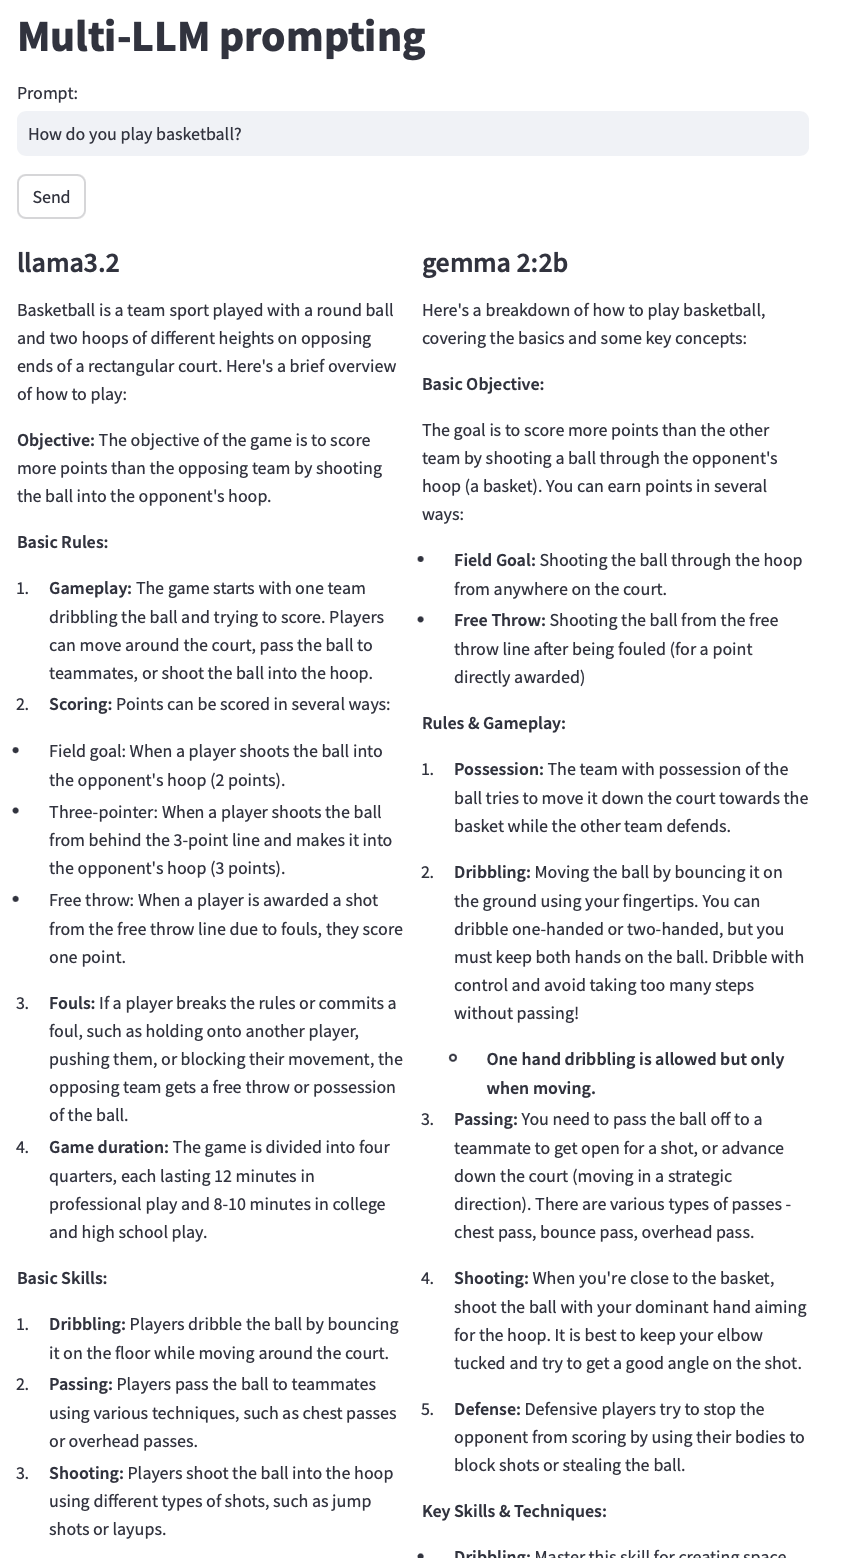 Multi-LLM prompting
Prompt:
How do you play basketball?
Send
llama3.2
Basketball is a team sport played with a round ball
and two hoops of different heights on opposing
ends of a rectangular court. Here's a brief overview
of how to play:
Objective: The objective of the game is to score
more points than the opposing team by shooting
the ball into the opponent's hoop.
Basic Rules:
1. Gameplay: The game starts with one team
dribbling the ball and trying to score. Players
can move around the court, pass the ball to
teammates, or shoot the ball into the hoop.
2. Scoring: Points can be scored in several ways:
• Field goal: When a player shoots the ball into
the opponent's hoop (2 points).
• Three-pointer: When a player shoots the ball
from behind the 3-point line and makes it into
the opponent's hoop (3 points).
• Free throw: When a player is awarded a shot
from the free throw line due to fouls, they score
one point.
3. Fouls: If a player breaks the rules or commits a
foul, such as holding onto another player,
pushing them, or blocking their movement, the
opposing team gets a free throw or possession
of the ball.
4. Game duration: The game is divided into four
quarters, each lasting 12 minutes in
professional play and 8-10 minutes in college
and high school play.
Basic Skills:
1. Dribbling: Players dribble the ball by bouncing
it on the floor while moving around the court.
2. Passing: Players pass the ball to teammates
using various techniques, such as chest passes
or overhead passes.
3. Shooting: Players shoot the ball into the hoop
using different types of shots, such as jump
shots or layups.
gemma 2:2b
Here's a breakdown of how to play basketball,
covering the basics and some key concepts:
Basic Objective:
The goal is to score more points than the other
team by shooting a ball through the opponent's
hoop (a basket). You can earn points in several
ways:
• Field Goal: Shooting the ball through the hoop
from anywhere on the court.
• Free Throw: Shooting the ball from the free
throw line after being fouled (for a point
directly awarded)
Rules & Gameplay:
1. Possession: The team with possession of the
ball tries to move it down the court towards the
basket while the other team defends.
2. Dribbling: Moving the ball by bouncing it on
the ground using your fingertips. You can
dribble one-handed or two-handed, but you
must keep both hands on the ball. Dribble with
control and avoid taking too many steps
without passing!
One hand dribbling is allowed but only
when moving.
3. Passing: You need to pass the ball off to a
teammate to get open for a shot, or advance
down the court (moving in a strategic
direction). There are various types of passes -
chest pass, bounce pass, overhead pass.
4. Shooting: When you're close to the basket,
shoot the ball with your dominant hand aiming
for the hoop. It is best to keep your elbow
tucked and try to get a good angle on the shot.
5. Defense: Defensive players try to stop the
opponent from scoring by using their bodies to
block shots or stealing the ball.
Key Skills & Techniques:
• Dribbling: Master this skill for creating space